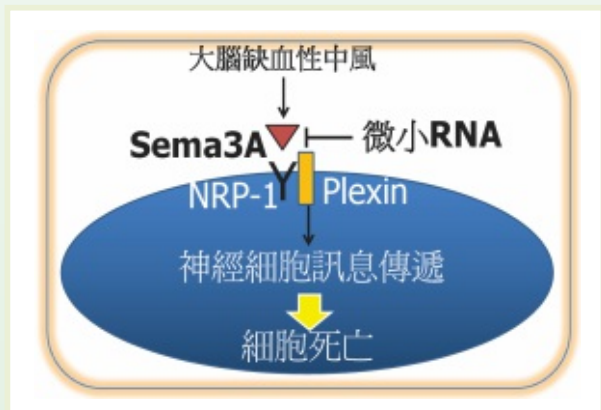 大腦缺血性中風
Sema3A
微小RNA
NRP-1
Plexin
神經細胞訊息傳遞
細胞死亡